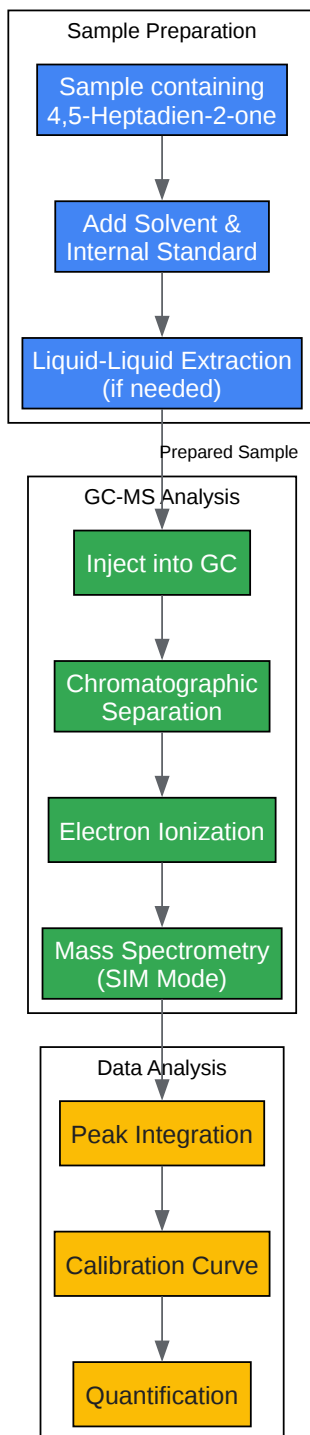 Sample Preparation
Sample containing
4,5-Heptadien-2-one
Add Solvent &
Internal Standard
Liquid-Liquid Extraction
(if needed)
Prepared Sample
GC-MS Analysis
Inject into GC
Chromatographic
Separation
Electron Ionization
Mass Spectrometry
(SIM Mode)
Data Analysis
Peak Integration
Calibration Curve
Quantification